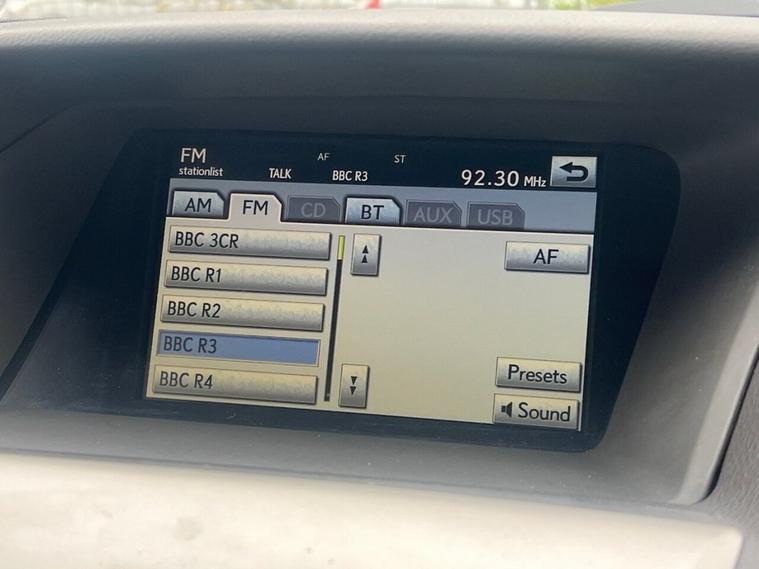 FM AF ST
stationlist TALK BBC R3 92.30 MHz
AM FM CD BT AUX USB
BBC 3CR
AF
BBC R1
BBC R2
BBC R3
Presets
BBC R4
Sound